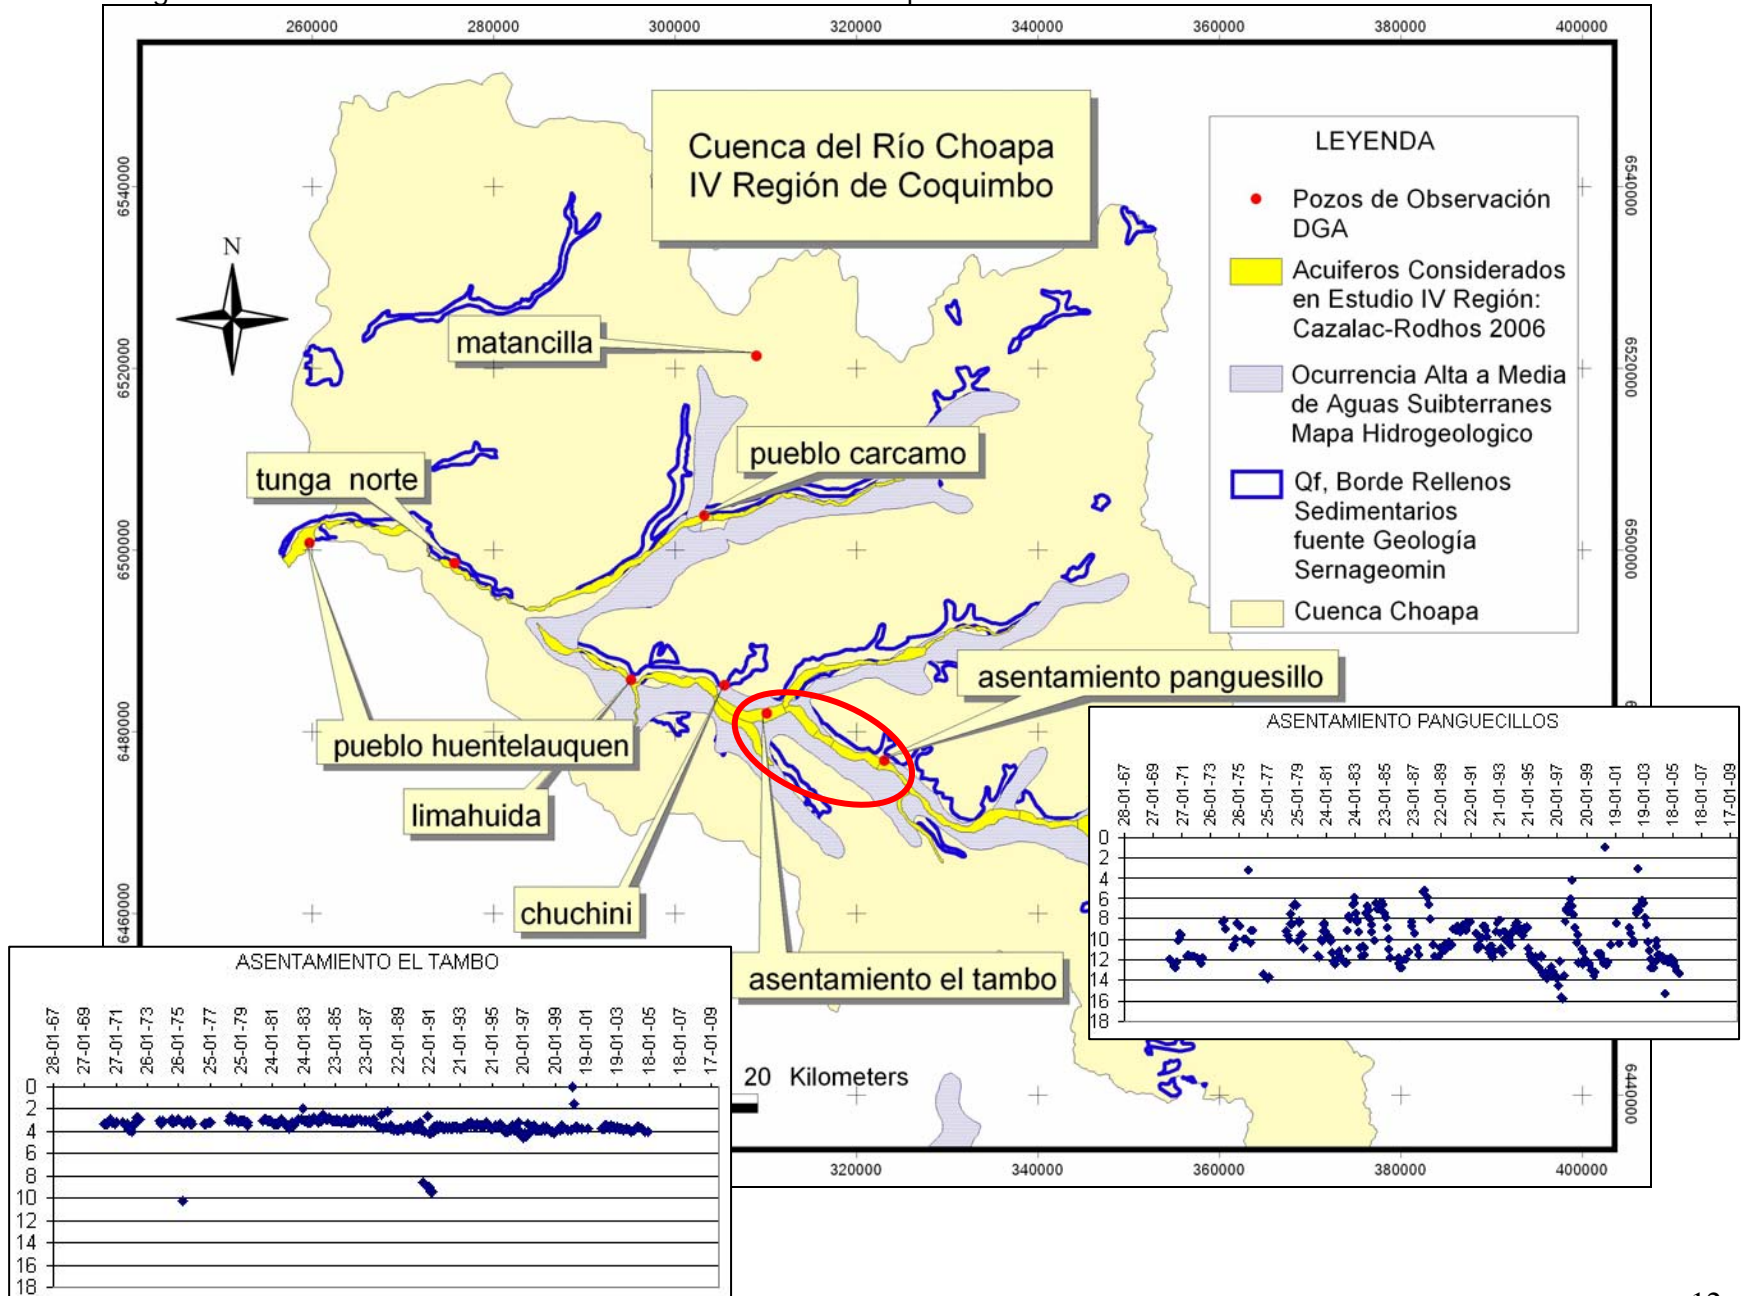 260000 280000 300000 320000 340000 360000 380000 400000
Cuenca del Río Choapa
IV Región de Coquimbo
LEYENDA
Pozos de Observación
DGA
Acuiferos Considerados
en Estudio IV Región:
Cazalac-Rodhos 2006
Ocurrencia Alta a Media
de Aguas Suibterranes
Mapa Hidrogeologico
Qf, Borde Rellenos
Sedimentarios
fuente Geología
Sernageomin
Cuenca Choapa
6540000
6520000
6500000
6480000
6460000
6540000
6520000
6500000
6440000
N
matancilla
pueblo carcamo
tunga norte
asentamiento panguesillo
pueblo huentelauquen
limahuida
chuchini
asentamiento el tambo
20 Kilometers
320000 340000 360000 380000 400000
ASENTAMIENTO PANGUECILLOS
28-01-67
27-01-69
27-01-71
26-01-73
26-01-75
25-01-77
25-01-79
24-01-81
24-01-83
23-01-85
23-01-87
22-01-89
22-01-91
21-01-93
21-01-95
20-01-97
20-01-99
19-01-01
19-01-03
18-01-05
18-01-07
17-01-09
0
2
4
6
8
10
12
14
16
18
ASENTAMIENTO EL TAMBO
28-01-67
27-01-69
27-01-71
26-01-73
26-01-75
25-01-77
25-01-79
24-01-81
24-01-83
23-01-85
23-01-87
22-01-89
22-01-91
21-01-93
21-01-95
20-01-97
20-01-99
19-01-01
19-01-03
18-01-05
18-01-07
17-01-09
0
2
4
6
8
10
12
14
16
18